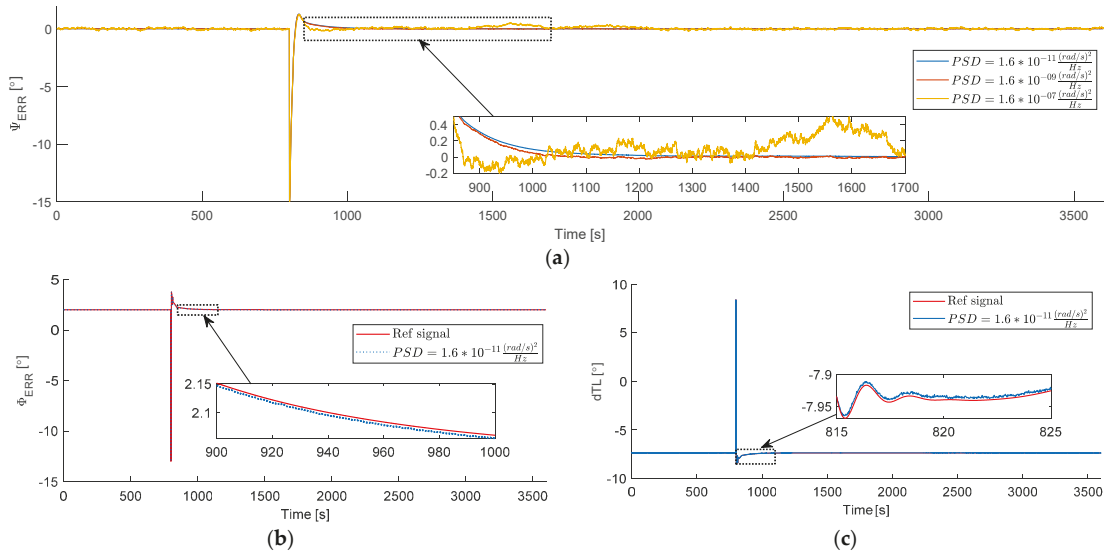 5
0
-5
-10
-15
Ψ_ERR [°]
PSD = 1.6 * 10^-11 (rad/s)^2/Hz
PSD = 1.6 * 10^-09 (rad/s)^2/Hz
PSD = 1.6 * 10^-07 (rad/s)^2/Hz
0.4
0.2
0
-0.2
900 1000 1100 1200 1300 1400 1500 1600 1700
0 500 1000 1500 2000 2500 3000 3500
Time [s]
(a)
5
0
-5
-10
-15
Φ_ERR [°]
Ref signal
PSD = 1.6 * 10^-11 (rad/s)^2/Hz
2.15
2.1
900 920 940 960 980 1000
0 500 1000 1500 2000 2500 3000 3500
Time [s]
(b)
10
5
0
-5
-10
dTL [°]
Ref signal
PSD = 1.6 * 10^-11 (rad/s)^2/Hz
-7.9
-7.95
815 820 825
0 500 1000 1500 2000 2500 3000 3500
Time [s]
(c)